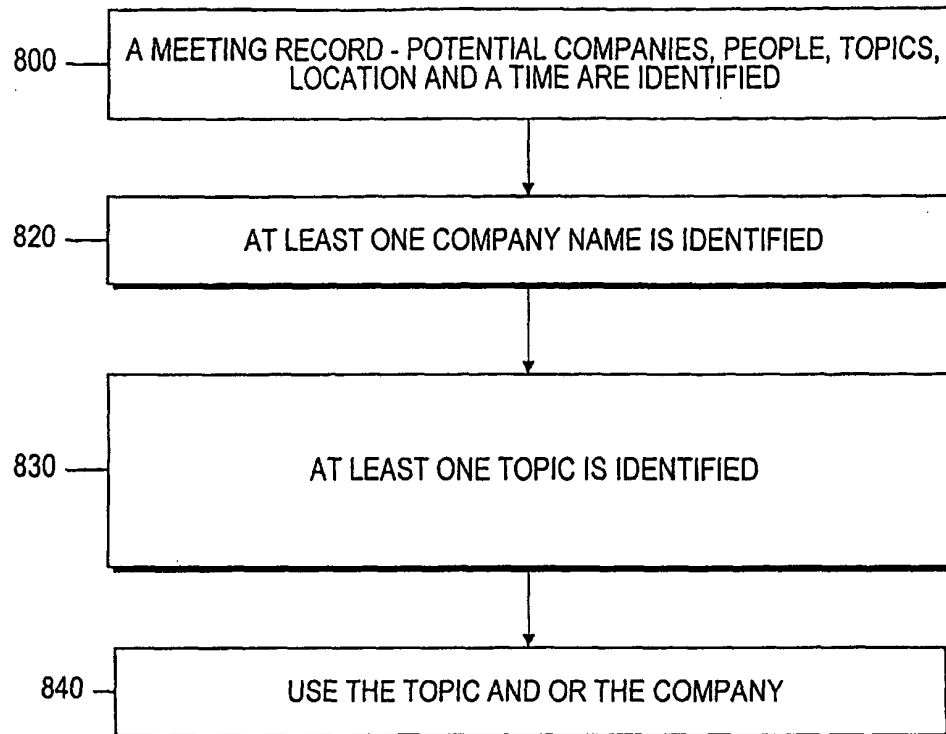 800
A MEETING RECORD - POTENTIAL COMPANIES, PEOPLE, TOPICS,
LOCATION AND A TIME ARE IDENTIFIED
820
AT LEAST ONE COMPANY NAME IS IDENTIFIED
830
AT LEAST ONE TOPIC IS IDENTIFIED
840
USE THE TOPIC AND OR THE COMPANY